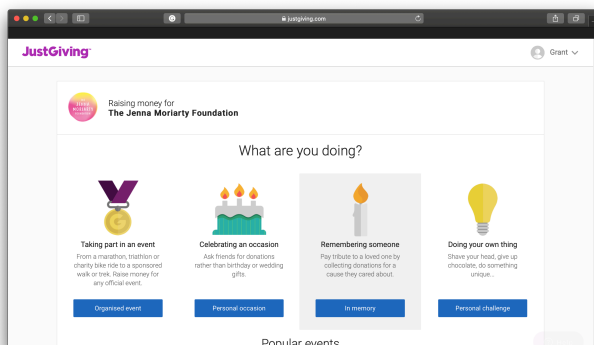 justgiving.com
JustGiving
Grant
Raising money for
The Jenna Moriarty Foundation
What are you doing?
G
Taking part in an event
From a marathon, triathlon or
charity bike ride to a sponsored
walk or trek. Raise money for
any official event.
Organised event
Celebrating an occasion
Ask friends for donations
rather than birthday or wedding
gifts.
Personal occasion
Remembering someone
Pay tribute to a loved one by
collecting donations for a
cause they cared about.
In memory
Doing your own thing
Shave your head, give up
chocolate, do something
unique...
Personal challenge
Popular events